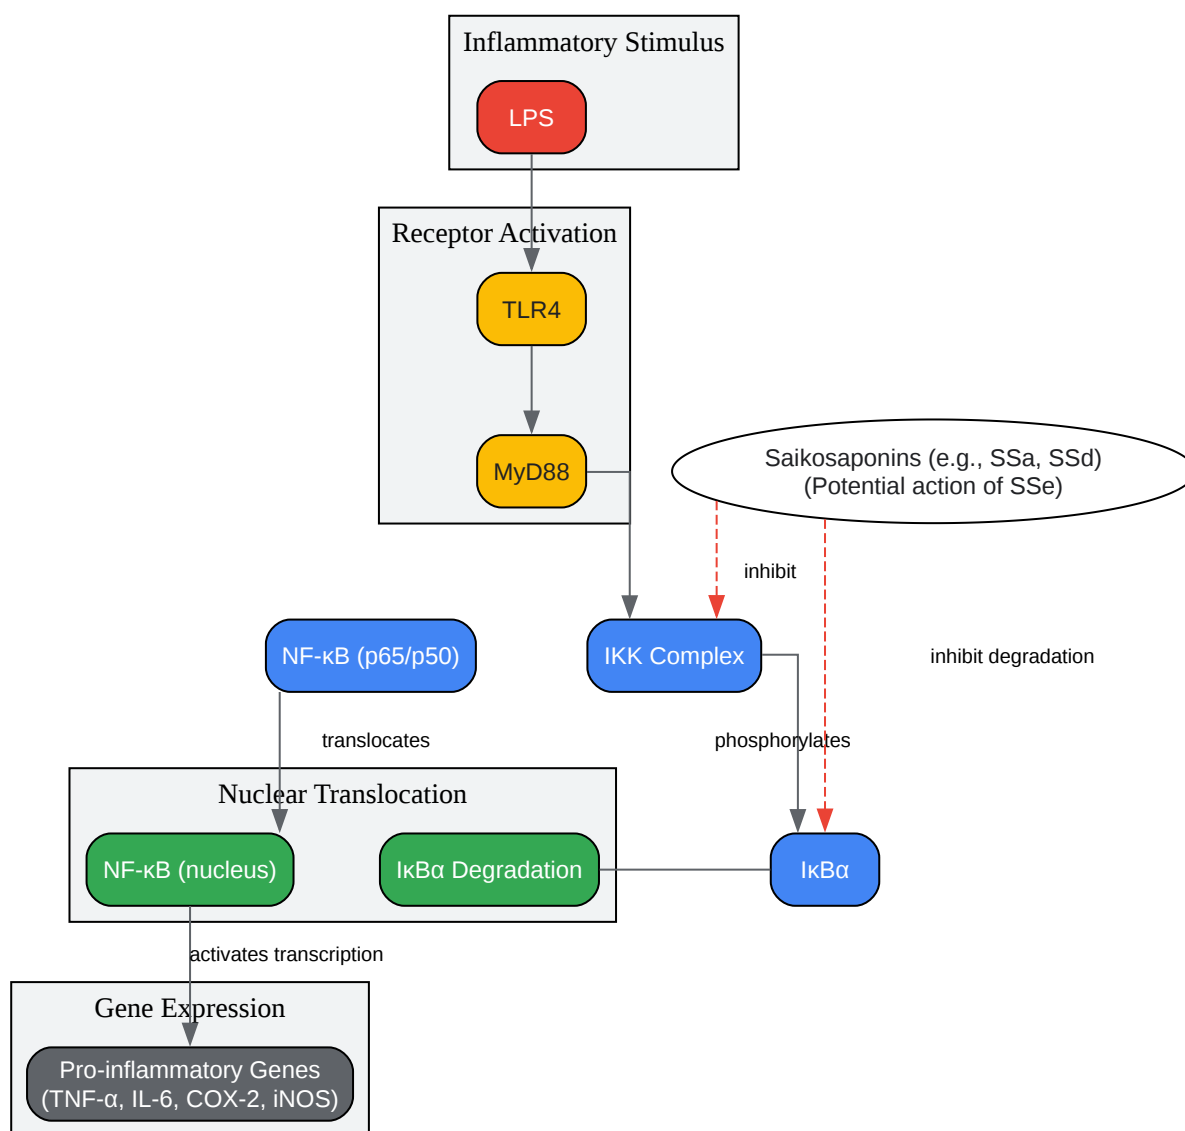 Inflammatory Stimulus
LPS
Receptor Activation
TLR4
MyD88
Saikosaponins (e.g., SSa, SSd)
(Potential action of SSe)
inhibit
NF-κB (p65/p50)
IKK Complex
inhibit degradation
translocates
phosphorylates
Nuclear Translocation
NF-κB (nucleus)
IκBα Degradation
IκBα
activates transcription
Gene Expression
Pro-inflammatory Genes
(TNF-α, IL-6, COX-2, iNOS)